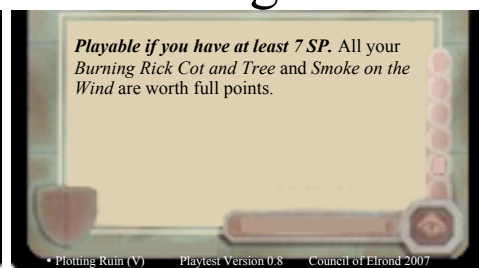 Playable if you have at least 7 SP. All your
Burning Rick Cot and Tree and Smoke on the
Wind are worth full points.
• Plotting Ruin (V) Playtest Version 0.8 Council of Elrond 2007